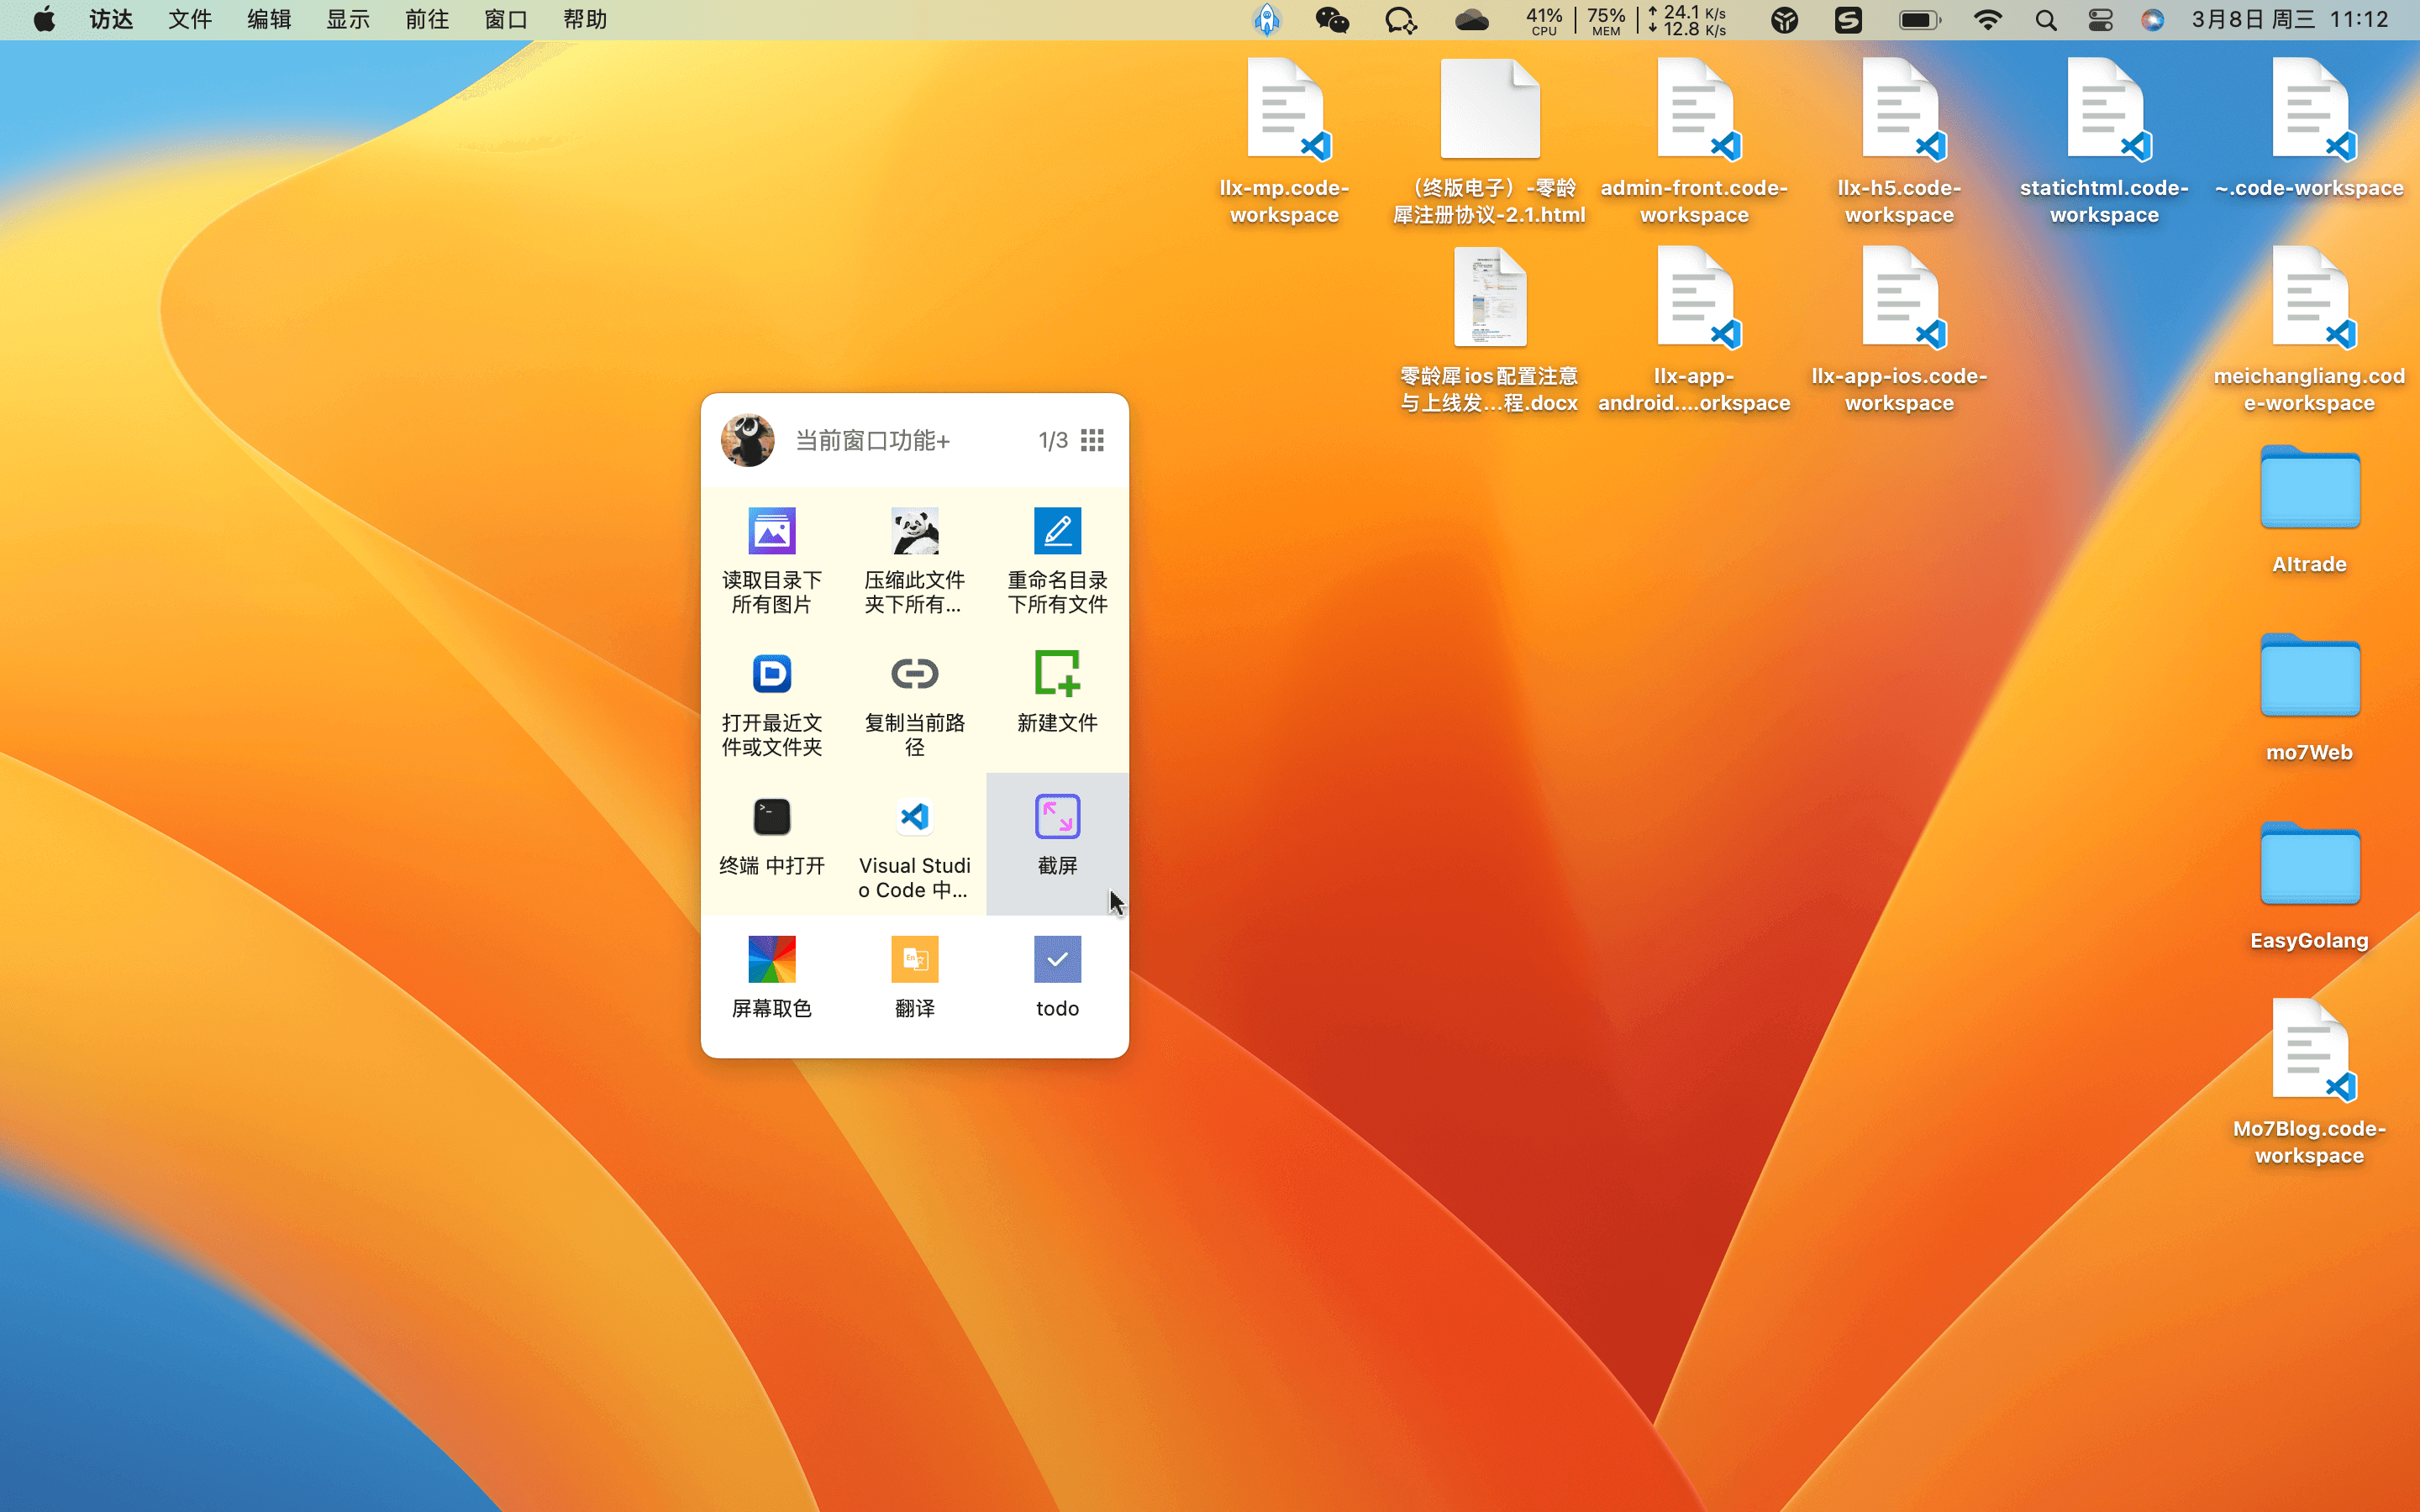 访达 文件 编辑 显示 前往 窗口 帮助
41% CPU 75% MEM ↑ 24.1 K/s ↓ 12.8 K/s 3月8日 周三 11:12
llx-mp.code-
workspace
（终版电子）-零龄
犀注册协议-2.1.html
admin-front.code-
workspace
llx-h5.code-
workspace
statichtml.code-
workspace
~.code-workspace
零龄犀ios配置注意
与上线发...程.docx
llx-app-
android....orkspace
llx-app-ios.code-
workspace
meichangliang.cod
e-workspace
AItrade
mo7Web
EasyGolang
Mo7Blog.code-
workspace
当前窗口功能+ 1/3
读取目录下
所有图片
压缩此文件
夹下所有...
重命名目录
下所有文件
打开最近文
件或文件夹
复制当前路
径
新建文件
终端 中打开
Visual Studi
o Code 中...
截屏
屏幕取色
翻译
todo